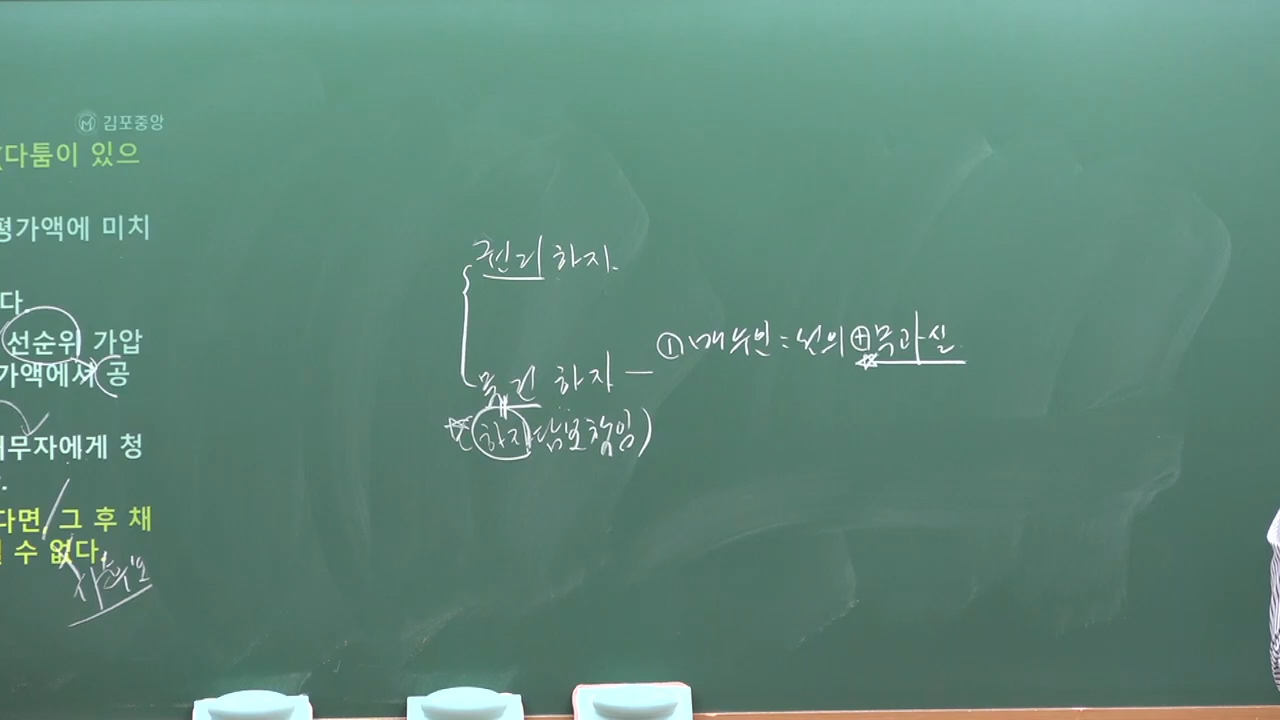 김포중앙
(다툼이 있으
평가액에 미치
다.
선순위 가압
가액에서 공
무자에게 청
다면, 그 후 채
수 없다.
차순위
권리 하자.
물건 하자 — ① 매수인 : 선의 ⊕ 무과실
(하자담보책임)